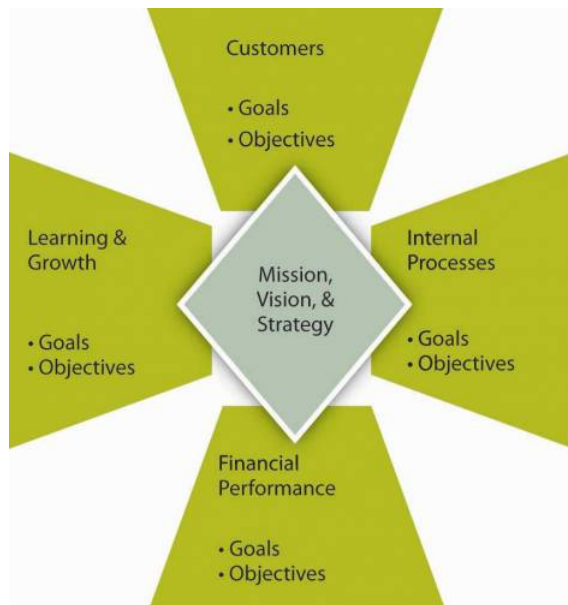 Customers
• Goals
• Objectives
Learning &
Growth
• Goals
• Objectives
Mission,
Vision, &
Strategy
Internal
Processes
• Goals
• Objectives
Financial
Performance
• Goals
• Objectives